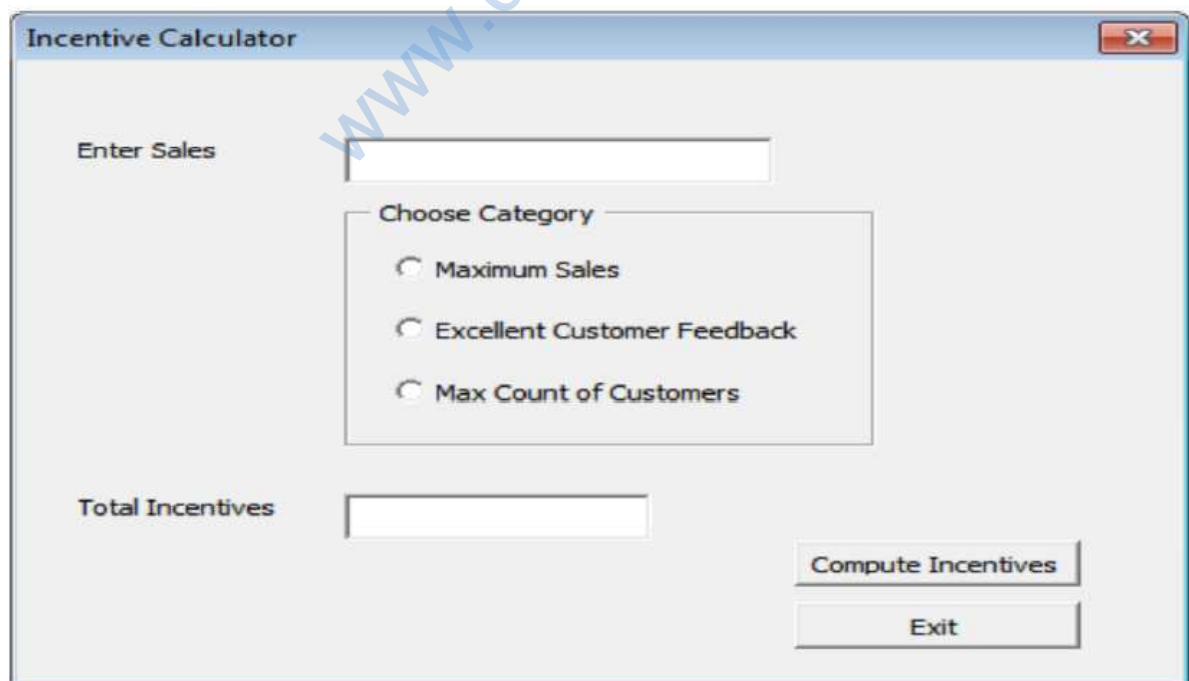 Incentive Calculator
www.
Enter Sales
Choose Category
Maximum Sales
Excellent Customer Feedback
Max Count of Customers
Total Incentives
Compute Incentives
Exit